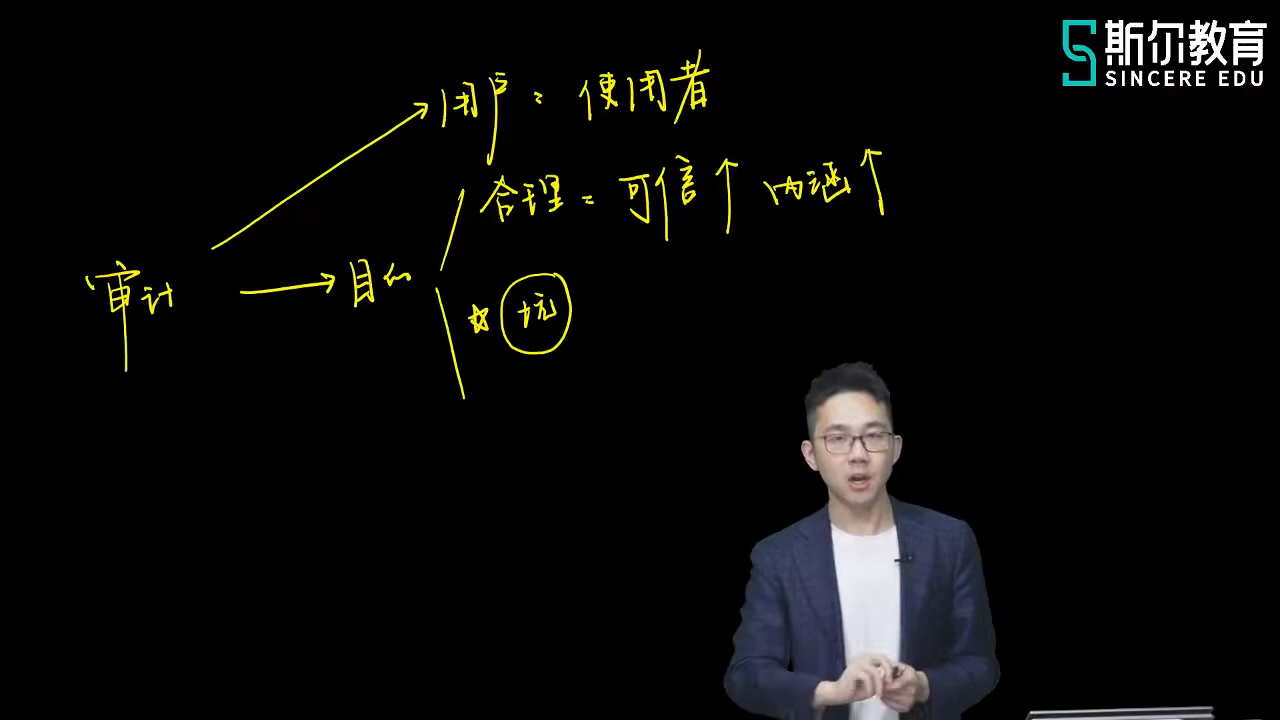 斯尔教育
SINCERE EDU
用户：使用者
合理：可信↑ 内涵↑
审计 → 目的
☆ 坑